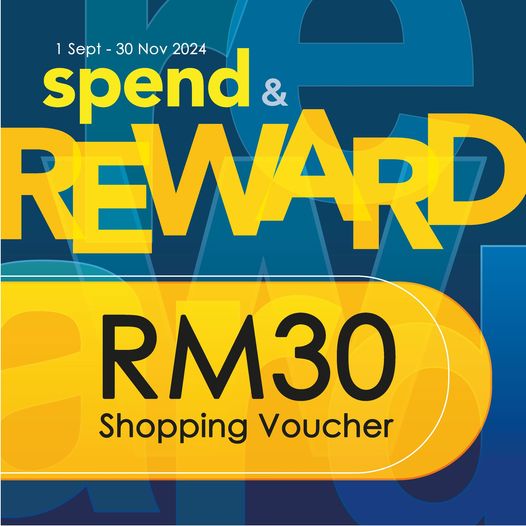 1 Sept - 30 Nov 2024
spend &
REWARD
RM30
Shopping Voucher